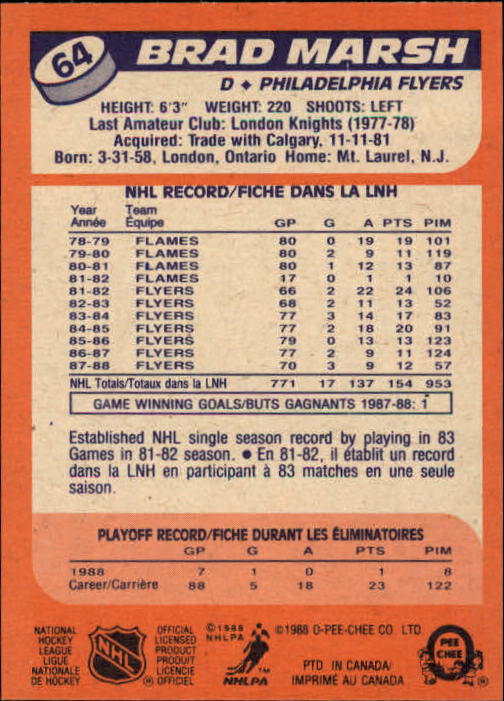 64 BRAD MARSH
D ♦ PHILADELPHIA FLYERS
HEIGHT: 6'3" WEIGHT: 220 SHOOTS: LEFT
Last Amateur Club: London Knights (1977-78)
Acquired: Trade with Calgary, 11-11-81
Born: 3-31-58, London, Ontario Home: Mt. Laurel, N.J.
NHL RECORD/FICHE DANS LA LNH
Year Team
Année Équipe GP G A PTS PIM
78-79 FLAMES 80 0 19 19 101
79-80 FLAMES 80 2 9 11 119
80-81 FLAMES 80 1 12 13 87
81-82 FLAMES 17 0 1 1 10
81-82 FLYERS 66 2 22 24 106
82-83 FLYERS 68 2 11 13 52
83-84 FLYERS 77 3 14 17 83
84-85 FLYERS 77 2 18 20 91
85-86 FLYERS 79 0 13 13 123
86-87 FLYERS 77 2 9 11 124
87-88 FLYERS 70 3 9 12 57
NHL Totals/Totaux dans la LNH 771 17 137 154 953
GAME WINNING GOALS/BUTS GAGNANTS 1987-88: 1
Established NHL single season record by playing in 83
Games in 81-82 season. ● En 81-82, il établit un record
dans la LNH en participant à 83 matches en une seule
saison.
PLAYOFF RECORD/FICHE DURANT LES ÉLIMINATOIRES
GP G A PTS PIM
1988 7 1 0 1 8
Career/Carrière 88 5 18 23 122
NATIONAL
HOCKEY
LEAGUE
LIGUE
NATIONALE
DE HOCKEY
NHL
OFFICIAL
LICENSED
PRODUCT
PRODUIT
LICENCIE
OFFICIEL
© 1988
NHLPA
NHLPA
© 1988 O-PEE-CHEE CO. LTD.
PTD. IN CANADA/
IMPRIMÉ AU CANADA
O PEE
CHEE